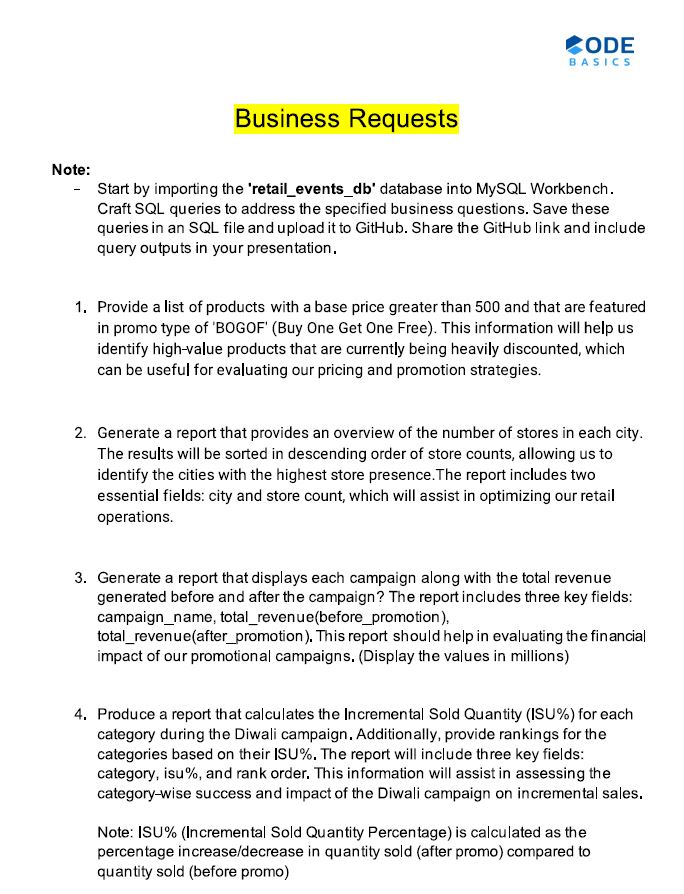 CODE
BASICS
Business Requests
Note:
- Start by importing the 'retail_events_db' database into MySQL Workbench.
Craft SQL queries to address the specified business questions. Save these
queries in an SQL file and upload it to GitHub. Share the GitHub link and include
query outputs in your presentation.
1. Provide a list of products with a base price greater than 500 and that are featured
in promo type of 'BOGOF' (Buy One Get One Free). This information will help us
identify high-value products that are currently being heavily discounted, which
can be useful for evaluating our pricing and promotion strategies.
2. Generate a report that provides an overview of the number of stores in each city.
The results will be sorted in descending order of store counts, allowing us to
identify the cities with the highest store presence.The report includes two
essential fields: city and store count, which will assist in optimizing our retail
operations.
3. Generate a report that displays each campaign along with the total revenue
generated before and after the campaign? The report includes three key fields:
campaign_name, total_revenue(before_promotion),
total_revenue(after_promotion). This report should help in evaluating the financial
impact of our promotional campaigns. (Display the values in millions)
4. Produce a report that calculates the Incremental Sold Quantity (ISU%) for each
category during the Diwali campaign. Additionally, provide rankings for the
categories based on their ISU%. The report will include three key fields:
category, isu%, and rank order. This information will assist in assessing the
category-wise success and impact of the Diwali campaign on incremental sales.
Note: ISU% (Incremental Sold Quantity Percentage) is calculated as the
percentage increase/decrease in quantity sold (after promo) compared to
quantity sold (before promo)